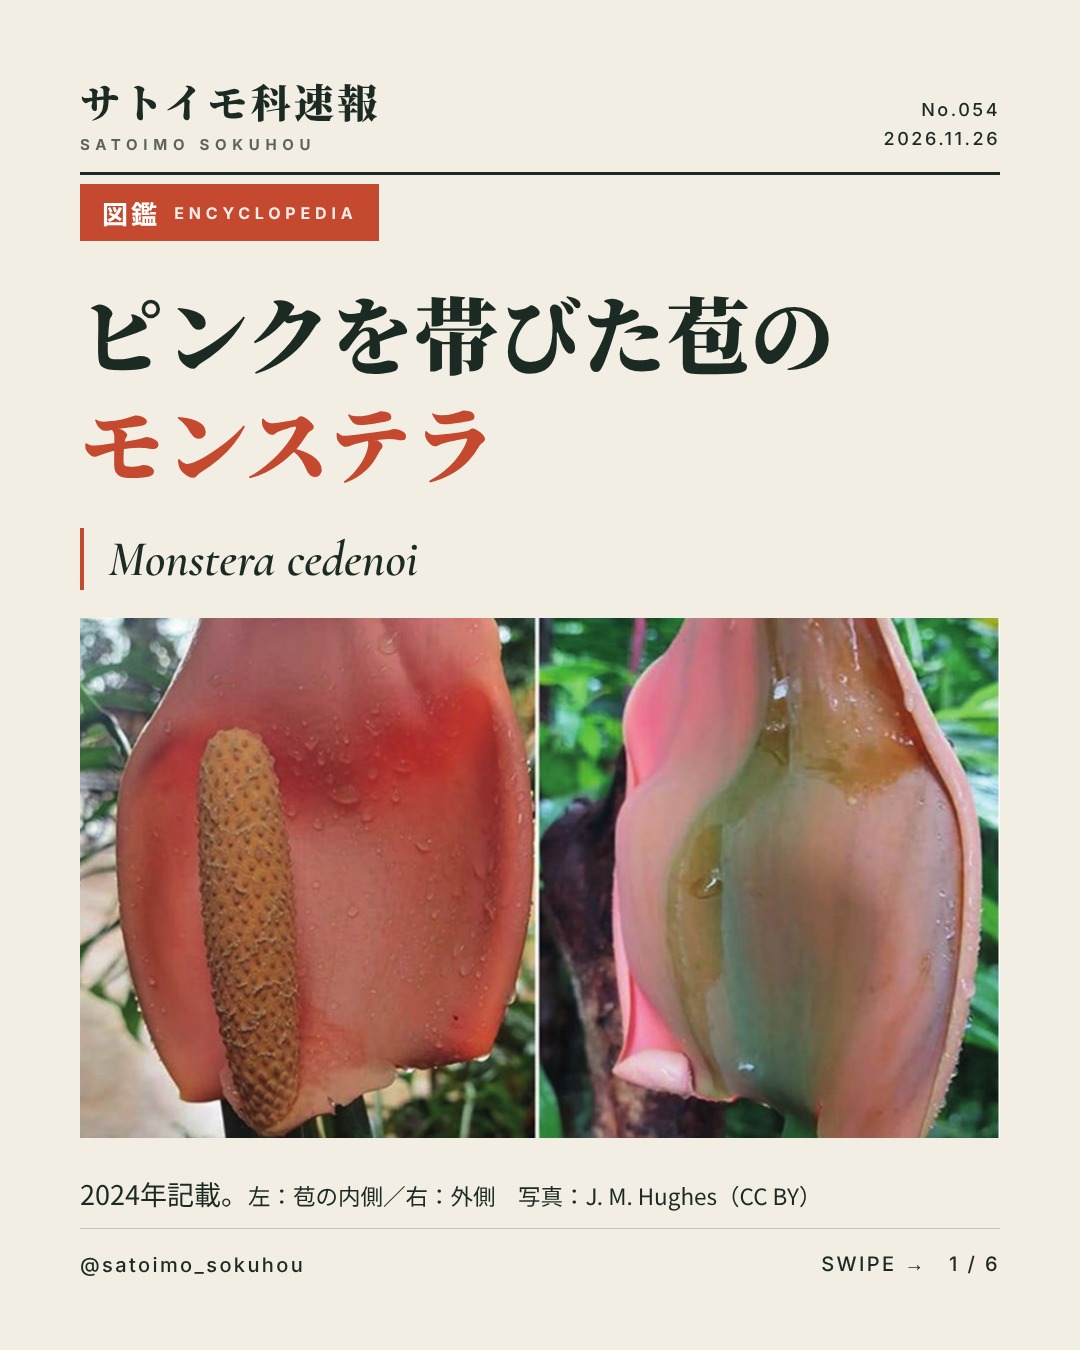 サトイモ科速報
SATOIMO SOKUHOU
No.054
2026.11.26
図鑑 ENCYCLOPEDIA
ピンクを帯びた苞の
モンステラ
Monstera cedenoi
2024年記載。左：苞の内側／右：外側　写真：J. M. Hughes（CC BY）
@satoimo_sokuhou
SWIPE → 1 / 6